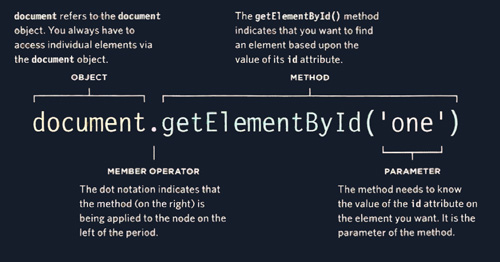 document refers to the document
object. You always have to
access individual elements via
the document object.
OBJECT
The getElementById() method
indicates that you want to find
an element based upon the
value of its id attribute.
METHOD
document.getElementById('one')
MEMBER OPERATOR
The dot notation indicates that
the method (on the right) is
being applied to the node on the
left of the period.
PARAMETER
The method needs to know
the value of the id attribute on
the element you want. It is the
parameter of the method.